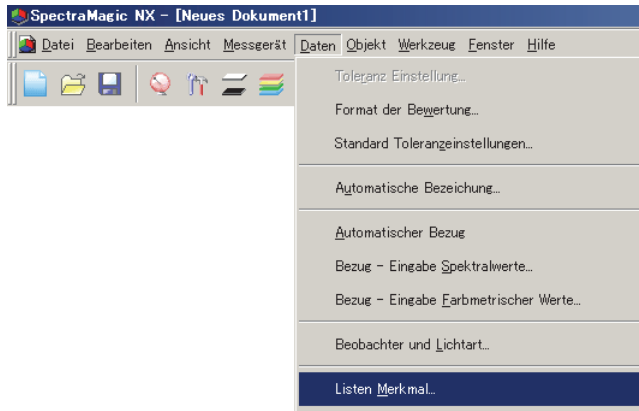 SpectraMagic NX - [Neues Dokument1]
Datei Bearbeiten Ansicht Messgerät Daten Objekt Werkzeug Fenster Hilfe
Toleranz Einstellung...
Format der Bewertung...
Standard Toleranzeinstellungen...
Automatische Bezeichung...
Automatischer Bezug
Bezug - Eingabe Spektralwerte...
Bezug - Eingabe Farbmetrischer Werte...
Beobachter und Lichtart...
Listen Merkmal...